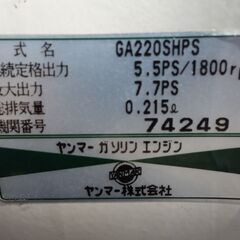 式 名 GA220SHPS
続定格出力 5.5PS/1800r
大出力 7.7PS
排気量 0.215ℓ
機関番号 74249
ヤンマー ガソリン エンジン
YANMAR
ヤンマー株式会社